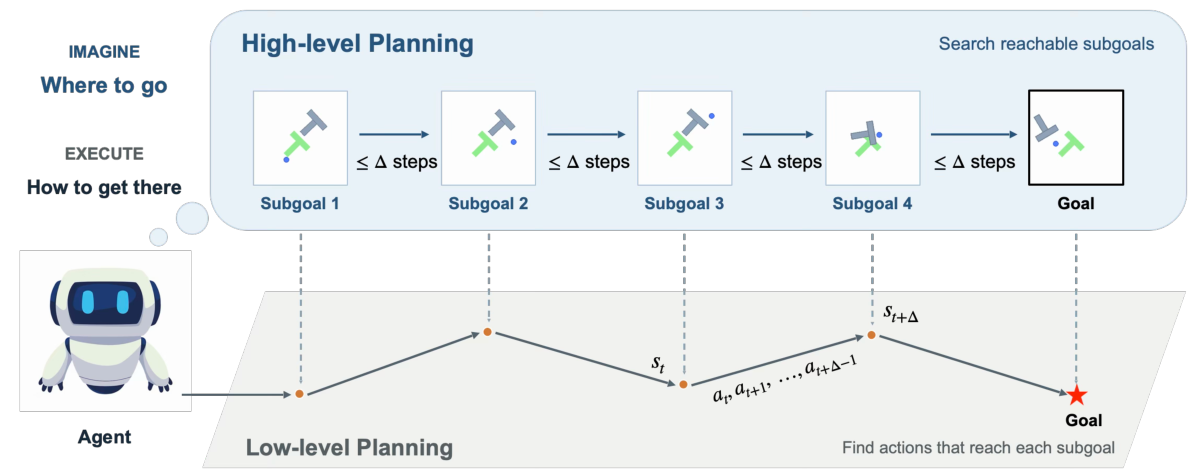 IMAGINE
Where to go
EXECUTE
How to get there
Agent
High-level Planning
Search reachable subgoals
≤ Δ steps
≤ Δ steps
≤ Δ steps
≤ Δ steps
Subgoal 1
Subgoal 2
Subgoal 3
Subgoal 4
Goal
s_t
a_t, a_{t+1}, …, a_{t+Δ−1}
s_{t+Δ}
Goal
Low-level Planning
Find actions that reach each subgoal